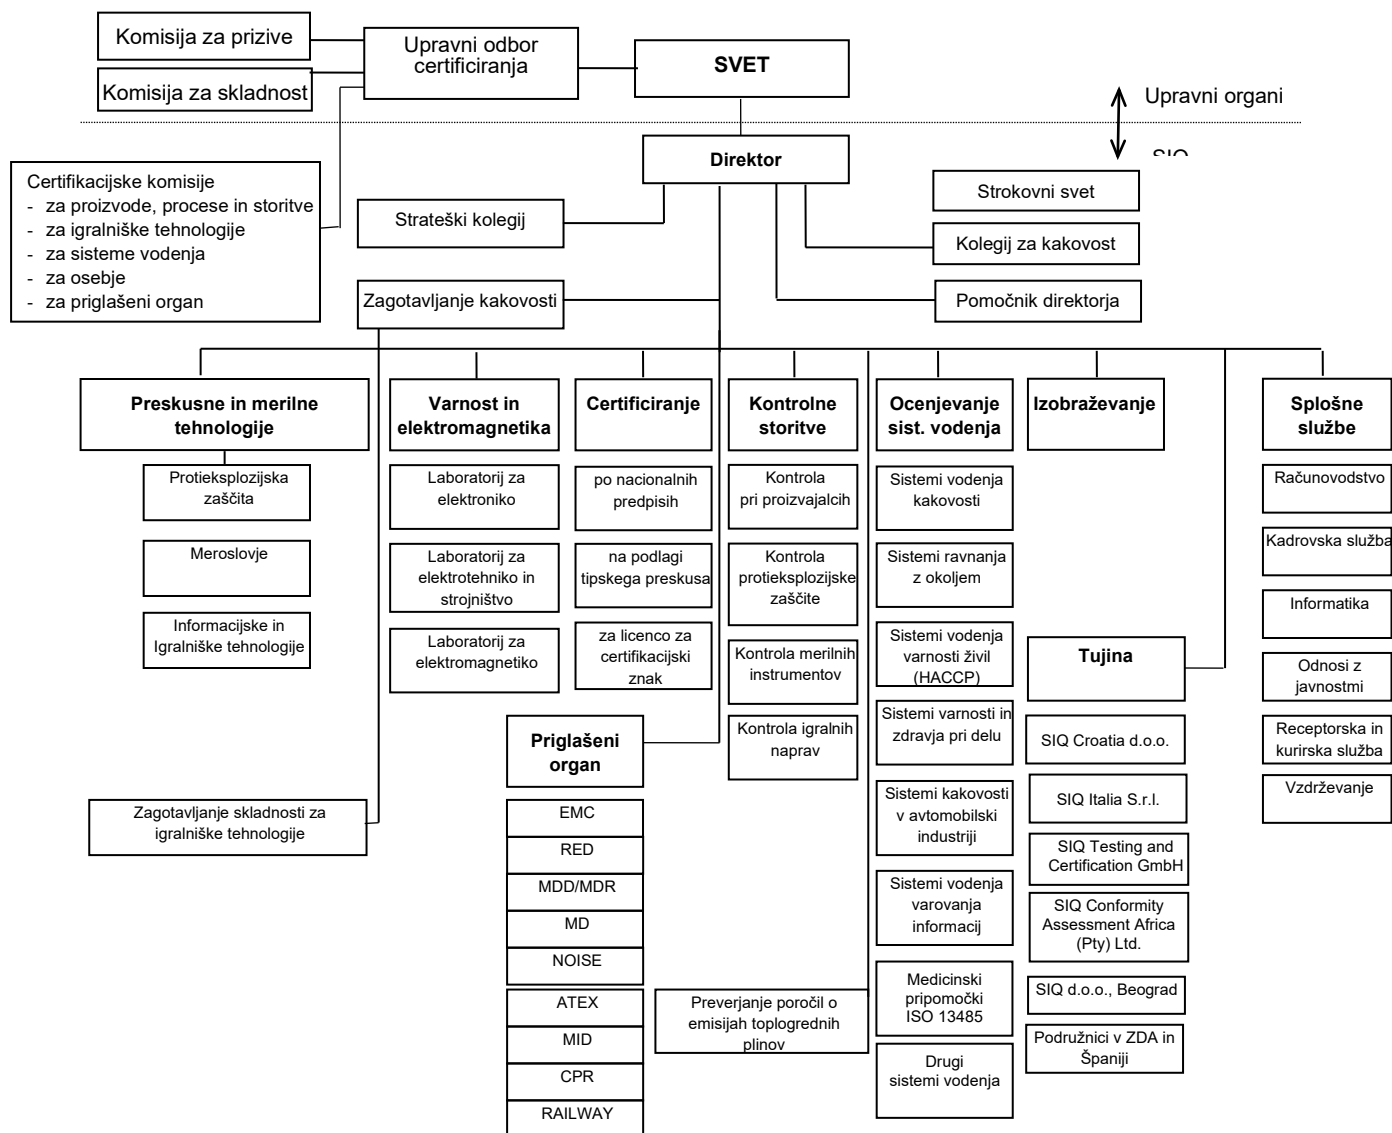 Komisija za prizive
Komisija za skladnost
Upravni odbor
certificiranja
SVET
Upravni organi
SIQ
Direktor
Certifikacijske komisije
- za proizvode, procese in storitve
- za igralniške tehnologije
- za sisteme vodenja
- za osebje
- za priglašeni organ
Strateški kolegij
Strokovni svet
Kolegij za kakovost
Zagotavljanje kakovosti
Pomočnik direktorja
Preskusne in merilne
tehnologije
Protieksplozijska
zaščita
Meroslovje
Informacijske in
Igralniške tehnologije
Zagotavljanje skladnosti za
igralniške tehnologije
Varnost in
elektromagnetika
Laboratorij za
elektroniko
Laboratorij za
elektrotehniko in
strojništvo
Laboratorij za
elektromagnetiko
Certificiranje
po nacionalnih
predpisih
na podlagi
tipskega preskusa
za licenco za
certifikacijski
znak
Priglašeni
organ
EMC
RED
MDD/MDR
MD
NOISE
ATEX
MID
CPR
RAILWAY
Kontrolne
storitve
Kontrola
pri proizvajalcih
Kontrola
protieksplozijske
zaščite
Kontrola merilnih
instrumentov
Kontrola igralnih
naprav
Preverjanje poročil o
emisijah toplogrednih
plinov
Ocenjevanje
sist. vodenja
Sistemi vodenja
kakovosti
Sistemi ravnanja
z okoljem
Sistemi vodenja
varnosti živil
(HACCP)
Sistemi varnosti in
zdravja pri delu
Sistemi kakovosti
v avtomobilski
industriji
Sistemi vodenja
varovanja
informacij
Medicinski
pripomočki
ISO 13485
Drugi
sistemi vodenja
Izobraževanje
Tujina
SIQ Croatia d.o.o.
SIQ Italia S.r.l.
SIQ Testing and
Certification GmbH
SIQ Conformity
Assessment Africa
(Pty) Ltd.
SIQ d.o.o., Beograd
Podružnici v ZDA in
Španiji
Splošne
službe
Računovodstvo
Kadrovska služba
Informatika
Odnosi z
javnostmi
Receptorska in
kurirska služba
Vzdrževanje